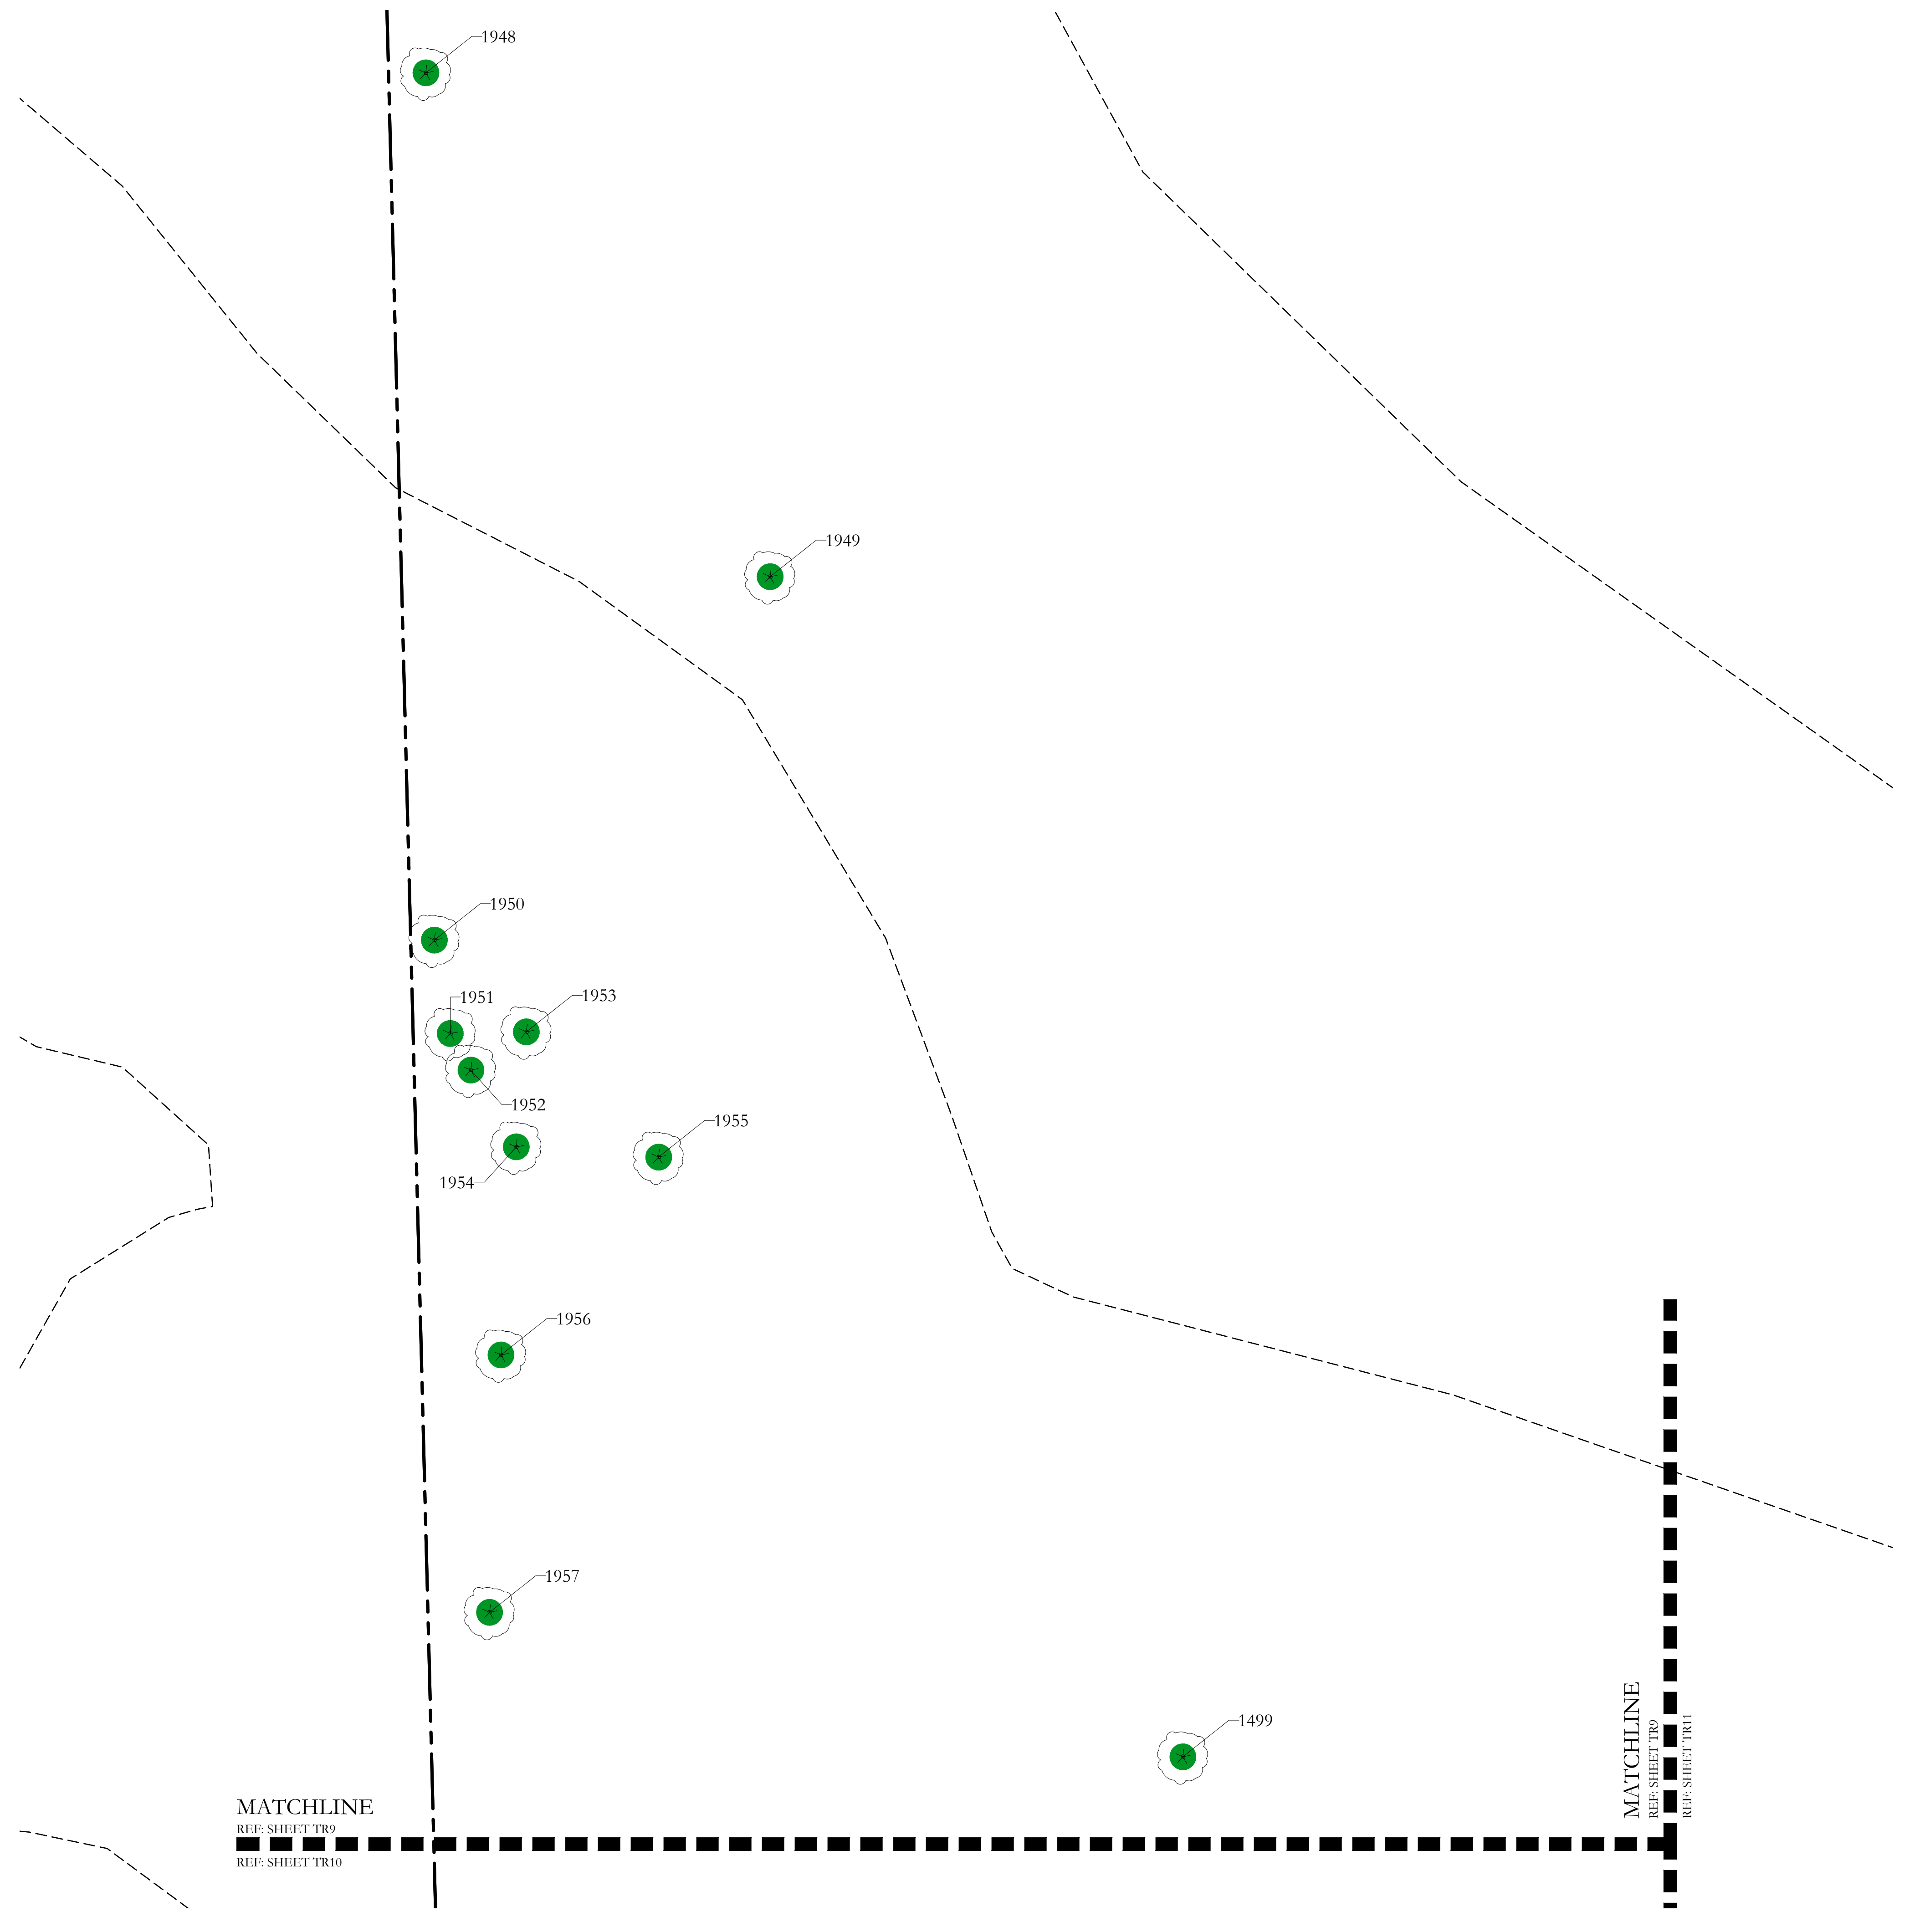 1948
1949
1950
1951
1953
1952
1955
1954
1956
1957
1499
MATCHLINE
REF: SHEET TR9
REF: SHEET TR10
MATCHLINE
REF: SHEET TR9
REF: SHEET TR11